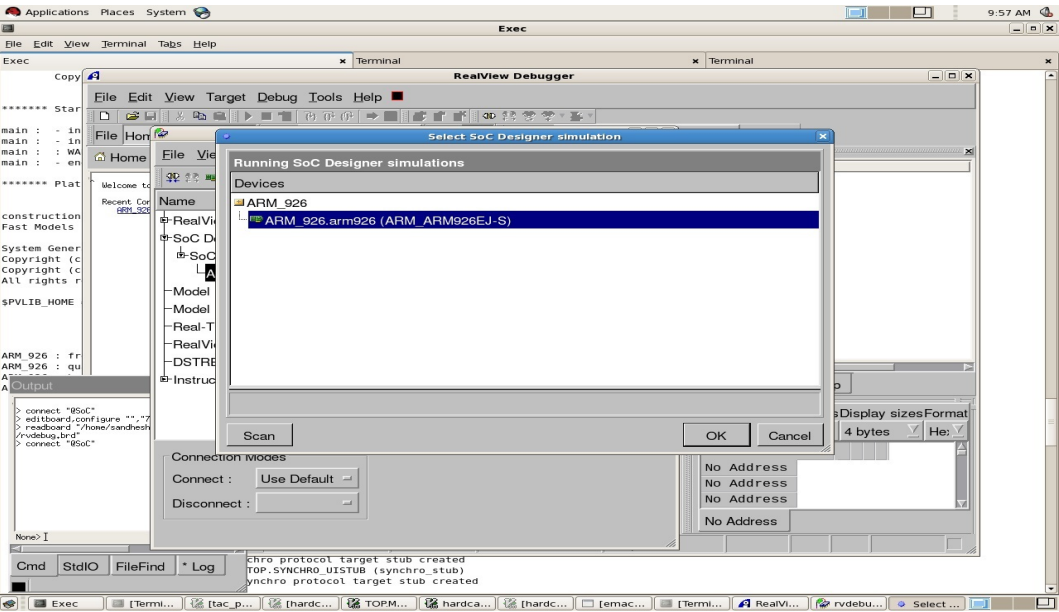 Applications Places System
9:57 AM
Exec
File Edit View Terminal Tabs Help
Exec
Terminal
Terminal
Copy
RealView Debugger
File Edit View Target Debug Tools Help
******* Star
main : - in
main : - in
main : : WA
main : - en
******* Plat
construction
Fast Models
System Gener
Copyright (c
Copyright (c
All rights r
$PVLIB_HOME
ARM_926 : fr
ARM_926 : qu
File Hom
Home
Welcome to
Recent Con
ARM_926
File Vie
Name
RealVi
SoC D
SoC
A
Model
Model
Real-T
RealVi
DSTRE
Instruc
Select SoC Designer simulation
Running SoC Designer simulations
Devices
ARM_926
ARM_926.arm926 (ARM_ARM926EJ-S)
Scan
OK
Cancel
Connection Modes
Connect : Use Default
Disconnect :
Output
> connect "@SoC"
> editboard,configure "","7
> readboard "/home/sandhesh
/rvdebug.brd"
> connect "@SoC"
None>
Cmd StdIO FileFind * Log
s Display sizes Format
4 bytes He:
No Address
No Address
No Address
No Address
chro protocol target stub created
TOP.SYNCHRO_UISTUB (synchro_stub)
ynchro protocol target stub created
Exec
[Termi...
[tac_p...
[hardc...
TOP.M...
hardca...
[hardc...
[emac...
[Termi...
RealVi...
rvdebu...
Select ...